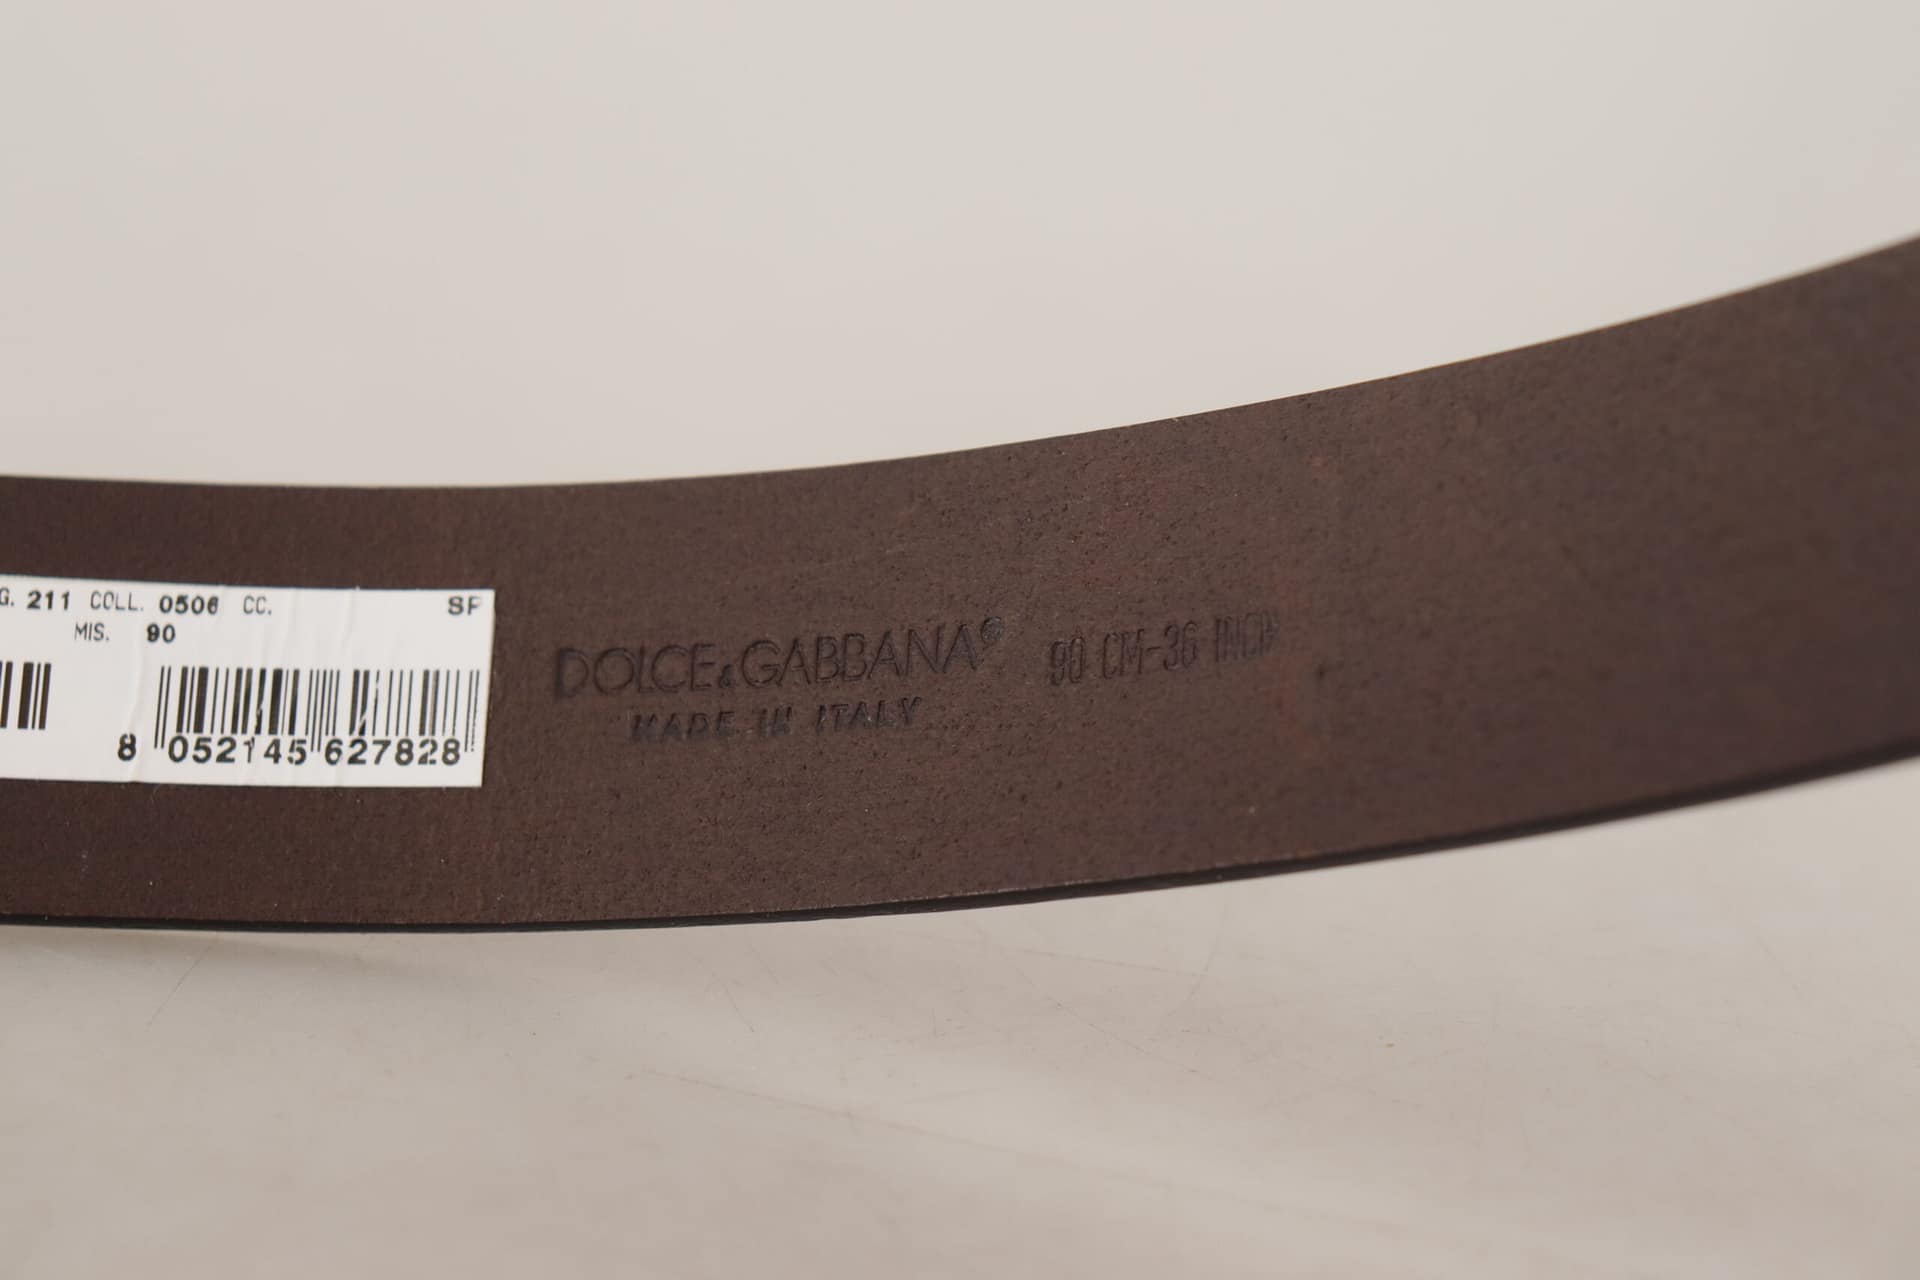 G. 211 COLL. 0506 CC. SP
MIS. 90
8 052145 627828
DOLCE&GABBANA®
MADE IN ITALY
90 CM-36 INCH